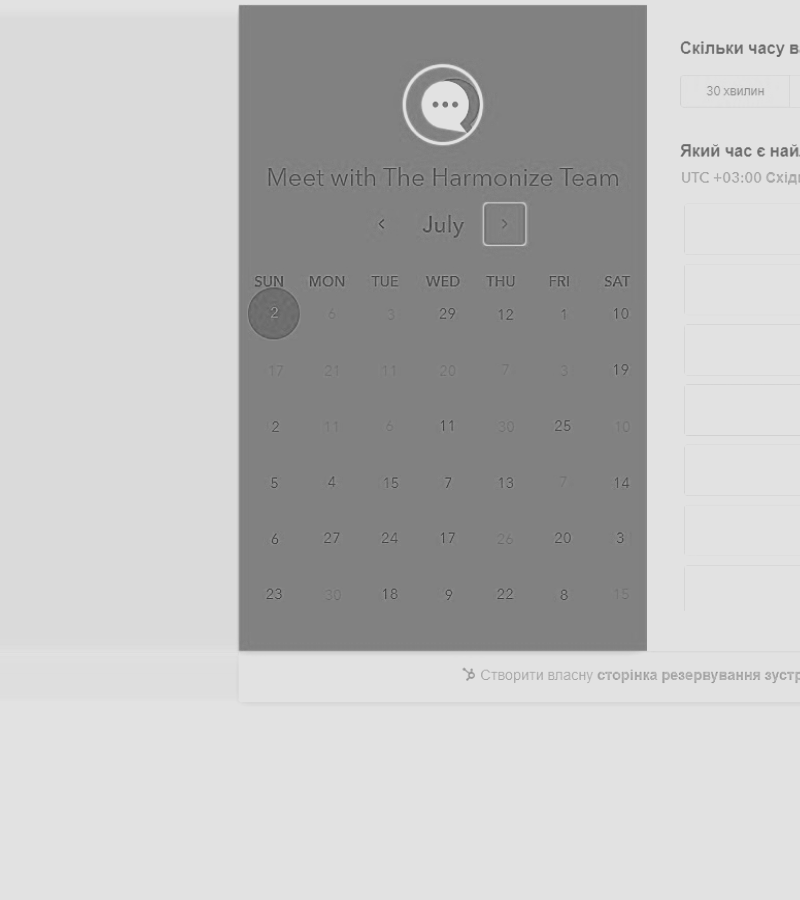 Скільки часу в
30 хвилин
Meet with The Harmonize Team
Який час є най
UTC +03:00 Східн
July
SUN MON TUE WED THU FRI SAT
2 6 3 29 12 1 10
17 21 11 20 7 3 19
2 11 6 11 30 25 10
5 4 15 7 13 7 14
6 27 24 17 26 20 3
23 30 18 9 22 8 15
Створити власну сторінка резервування зустр